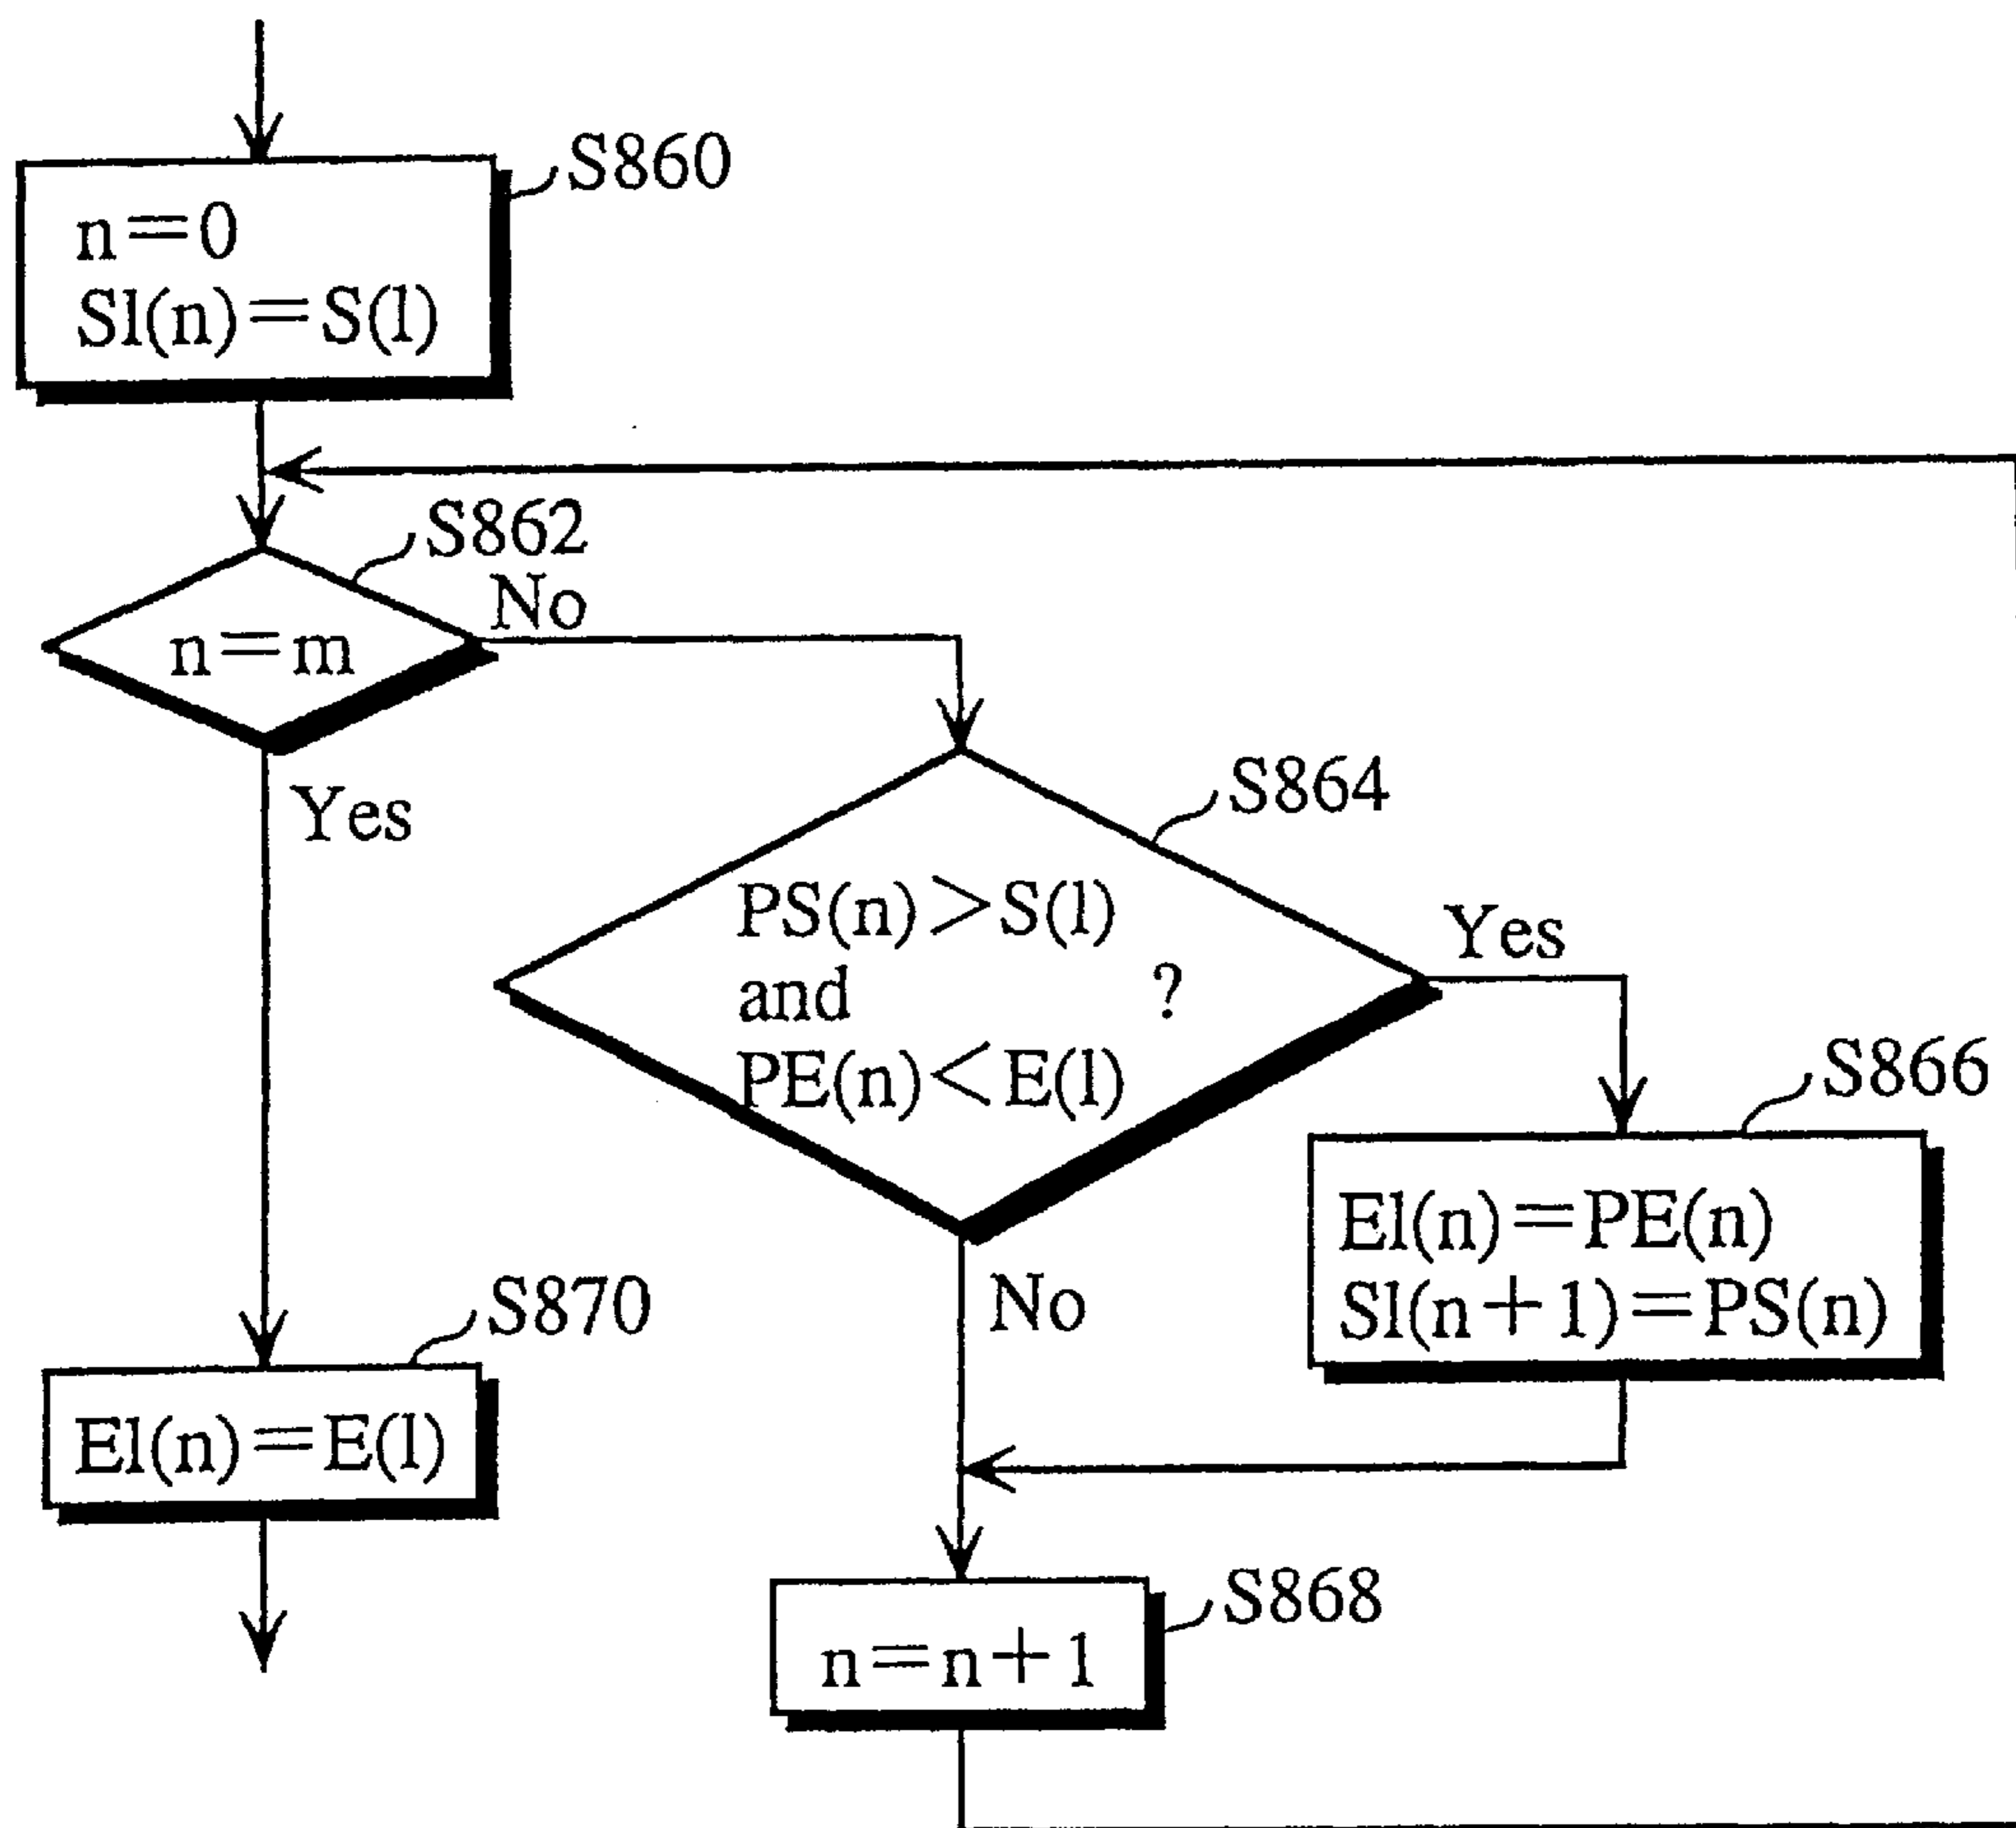 S860
n=0
Sl(n)=S(l)
S862
No
n=m
Yes
S864
PS(n)>S(l)
and ?
PE(n)<E(l)
Yes
S866
El(n)=PE(n)
Sl(n+1)=PS(n)
No
S870
El(n)=E(l)
S868
n=n+1